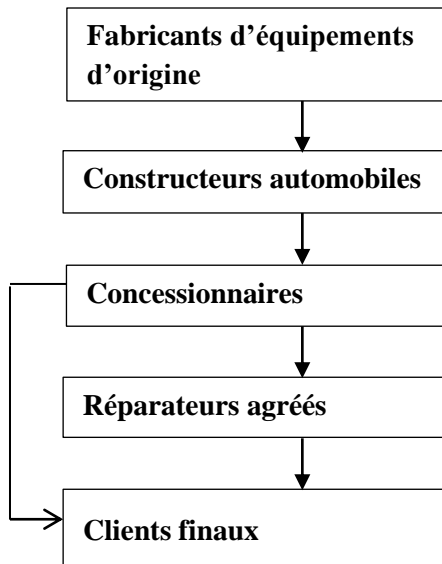 Fabricants d’équipements
d’origine
Constructeurs automobiles
Concessionnaires
Réparateurs agréés
Clients finaux